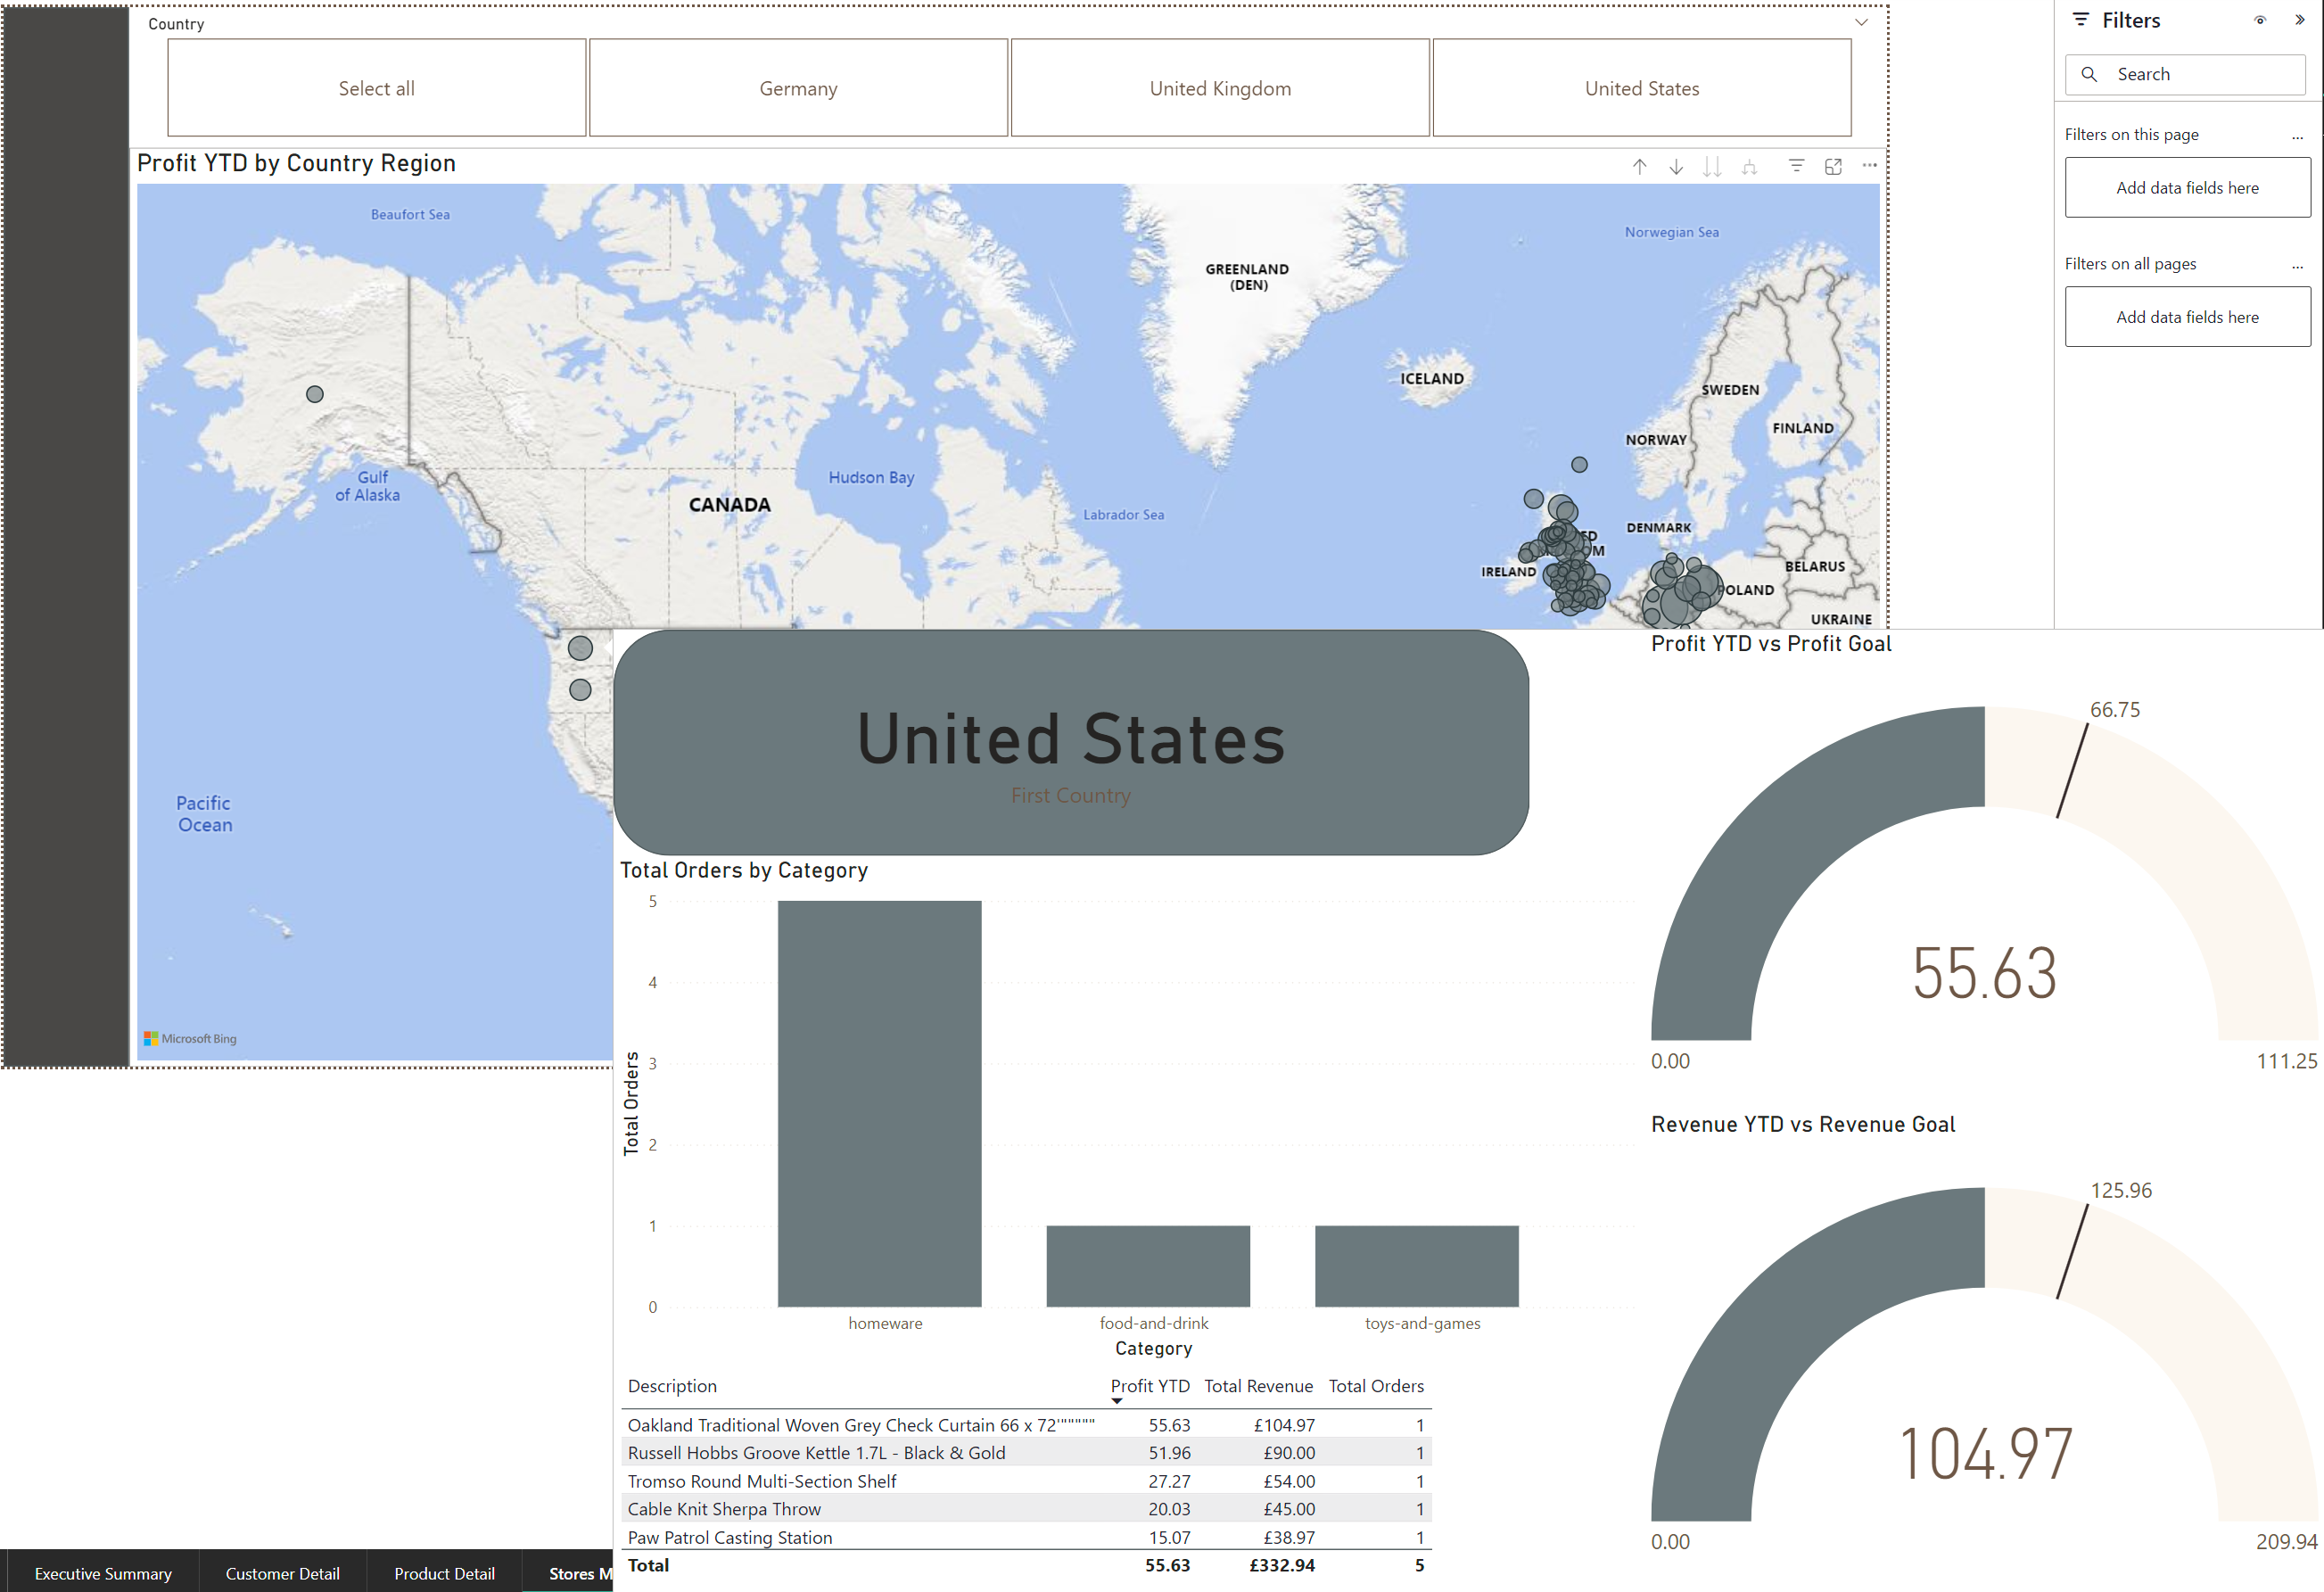 Country
Select all
Germany
United Kingdom
United States
Filters
Search
Filters on this page
...
Add data fields here
Filters on all pages
...
Add data fields here
Profit YTD by Country Region
Beaufort Sea
Norwegian Sea
GREENLAND
(DEN)
ICELAND
SWEDEN
FINLAND
NORWAY
Gulf
of Alaska
Hudson Bay
CANADA
Labrador Sea
DENMARK
IRELAND
BELARUS
POLAND
UKRAINE
Pacific
Ocean
Microsoft Bing
United States
First Country
Total Orders by Category
Total Orders
5
4
3
2
1
0
homeware
food-and-drink
toys-and-games
Category
Description Profit YTD Total Revenue Total Orders
Oakland Traditional Woven Grey Check Curtain 66 x 72'""""" 55.63 £104.97 1
Russell Hobbs Groove Kettle 1.7L - Black & Gold 51.96 £90.00 1
Tromso Round Multi-Section Shelf 27.27 £54.00 1
Cable Knit Sherpa Throw 20.03 £45.00 1
Paw Patrol Casting Station 15.07 £38.97 1
Total 55.63 £332.94 5
Profit YTD vs Profit Goal
66.75
55.63
0.00
111.25
Revenue YTD vs Revenue Goal
125.96
104.97
0.00
209.94
Executive Summary
Customer Detail
Product Detail
Stores M